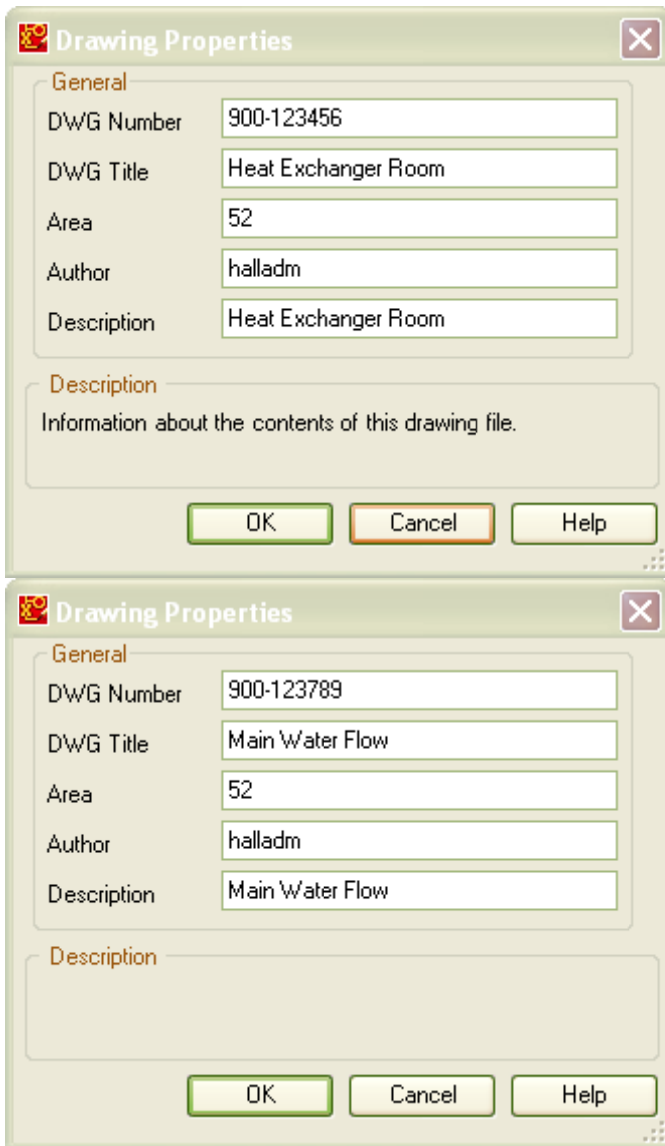 Drawing Properties
General
DWG Number 900-123456
DWG Title Heat Exchanger Room
Area 52
Author halladm
Description Heat Exchanger Room
Description
Information about the contents of this drawing file.
OK Cancel Help
Drawing Properties
General
DWG Number 900-123789
DWG Title Main Water Flow
Area 52
Author halladm
Description Main Water Flow
Description
OK Cancel Help